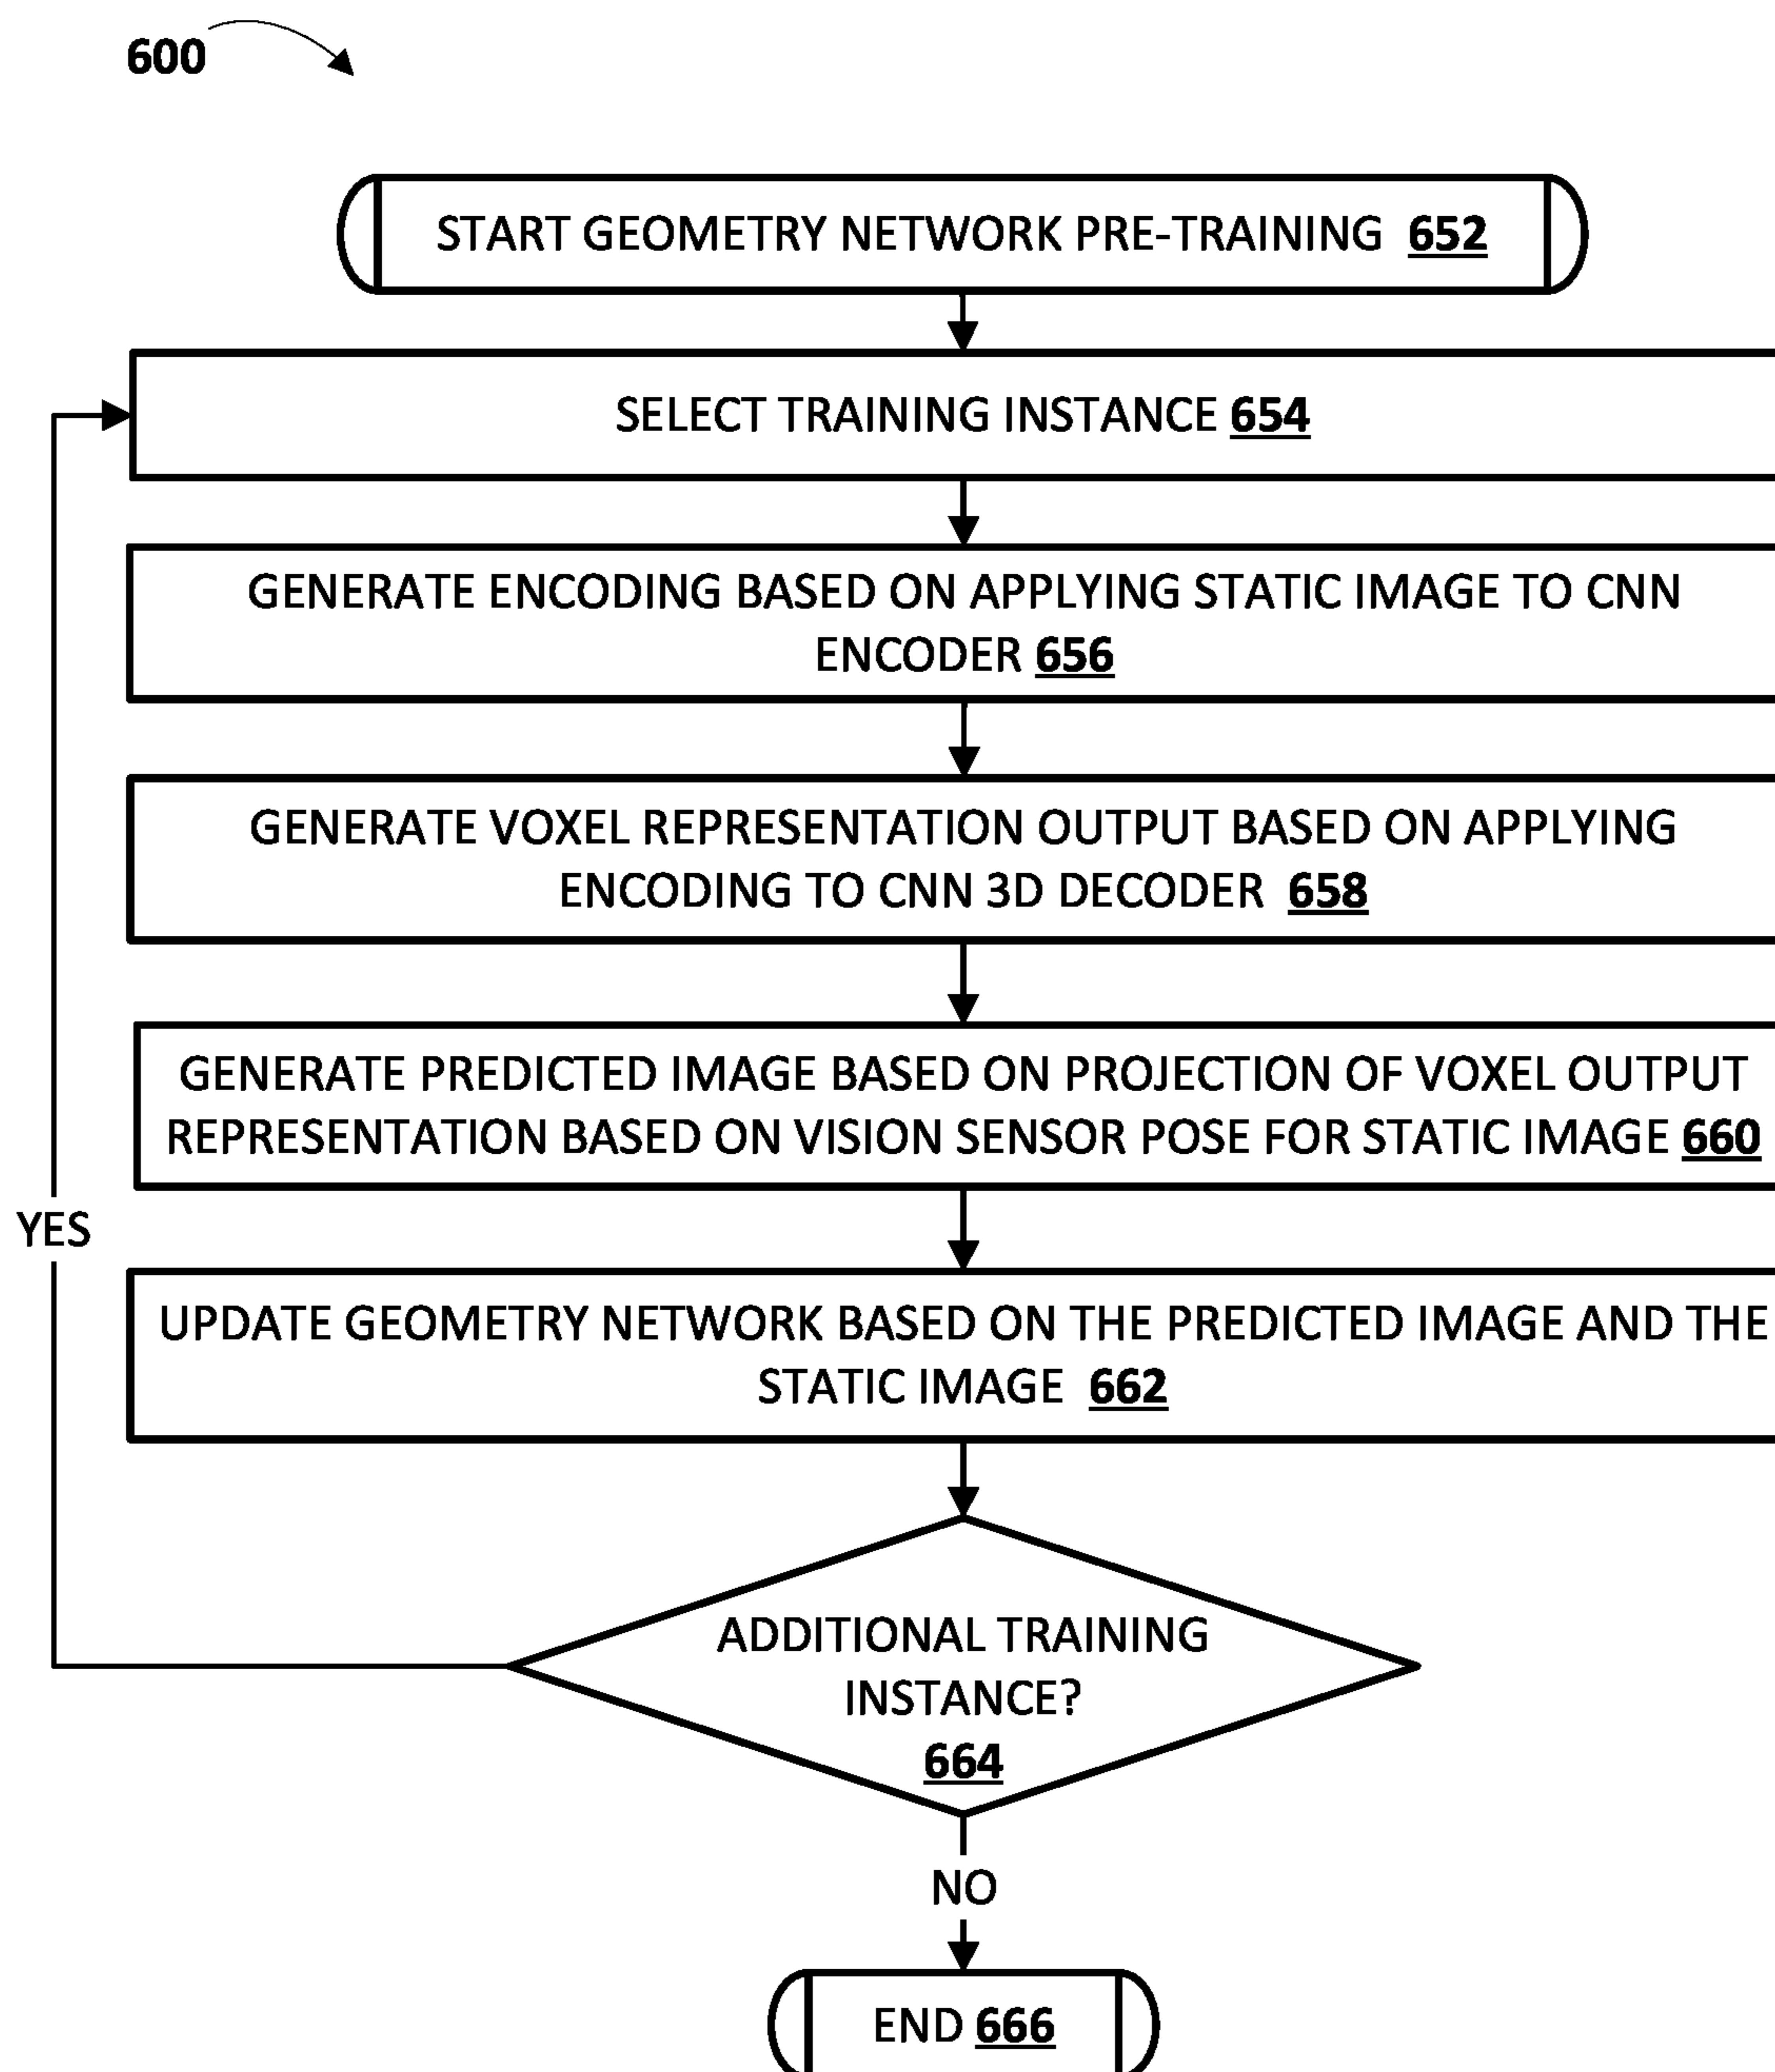 600
START GEOMETRY NETWORK PRE-TRAINING 652
SELECT TRAINING INSTANCE 654
GENERATE ENCODING BASED ON APPLYING STATIC IMAGE TO CNN
ENCODER 656
GENERATE VOXEL REPRESENTATION OUTPUT BASED ON APPLYING
ENCODING TO CNN 3D DECODER 658
GENERATE PREDICTED IMAGE BASED ON PROJECTION OF VOXEL OUTPUT
REPRESENTATION BASED ON VISION SENSOR POSE FOR STATIC IMAGE 660
YES
UPDATE GEOMETRY NETWORK BASED ON THE PREDICTED IMAGE AND THE
STATIC IMAGE 662
ADDITIONAL TRAINING
INSTANCE?
664
NO
END 666